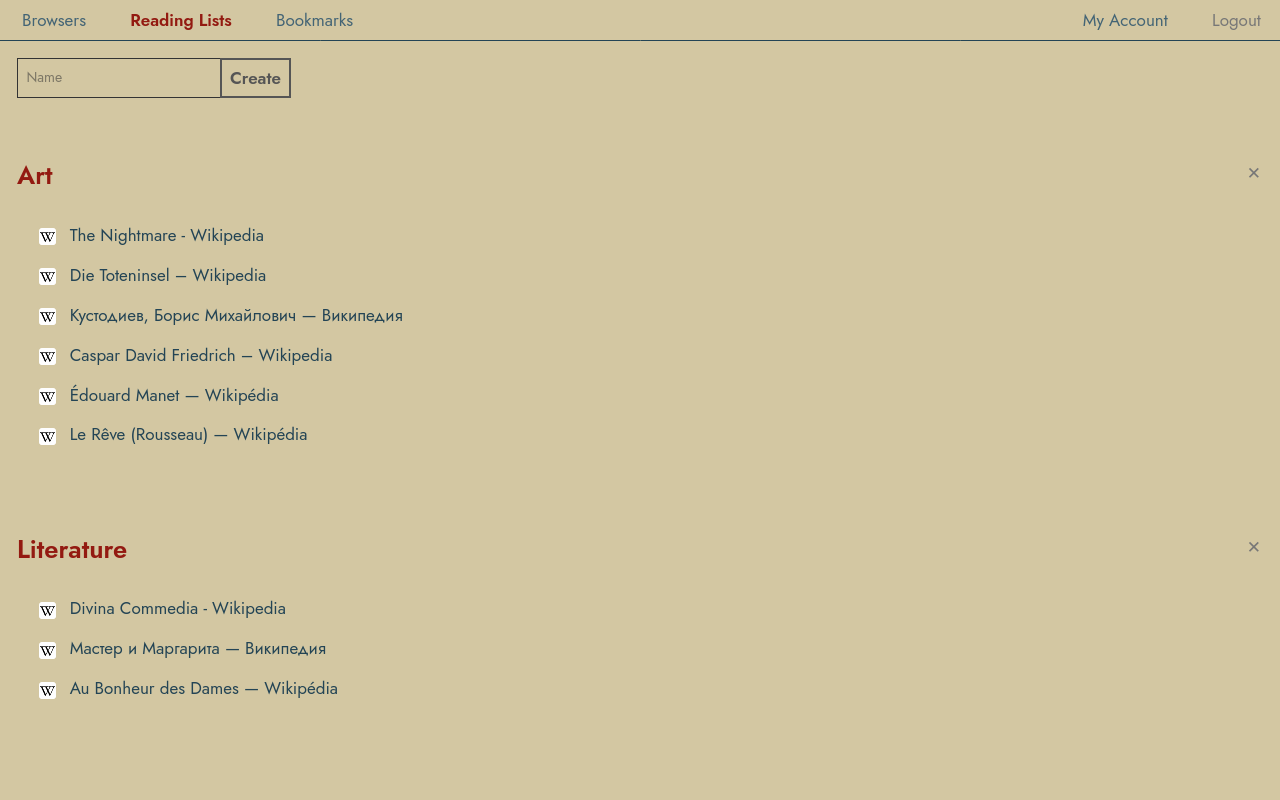 Browsers Reading Lists Bookmarks My Account Logout
Name Create
Art ×
W The Nightmare - Wikipedia
W Die Toteninsel – Wikipedia
W Кустодиев, Борис Михайлович — Википедия
W Caspar David Friedrich – Wikipedia
W Édouard Manet — Wikipédia
W Le Rêve (Rousseau) — Wikipédia
Literature ×
W Divina Commedia - Wikipedia
W Мастер и Маргарита — Википедия
W Au Bonheur des Dames — Wikipédia